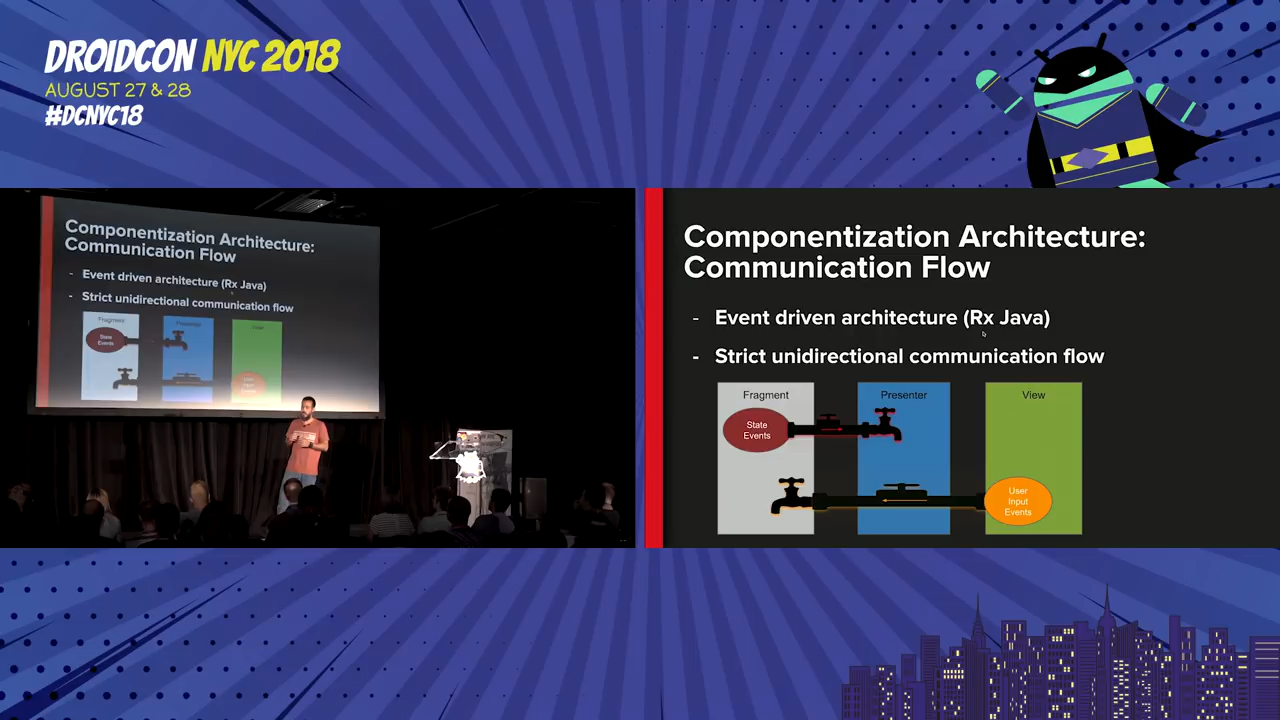 DROIDCON NYC 2018
AUGUST 27 & 28
#DCNYC18
Componentization Architecture:
Communication Flow
- Event driven architecture (Rx Java)
- Strict unidirectional communication flow
Fragment
State
Events
Componentization Architecture:
Communication Flow
- Event driven architecture (Rx Java)
- Strict unidirectional communication flow
Fragment
Presenter
View
State
Events
User
Input
Events